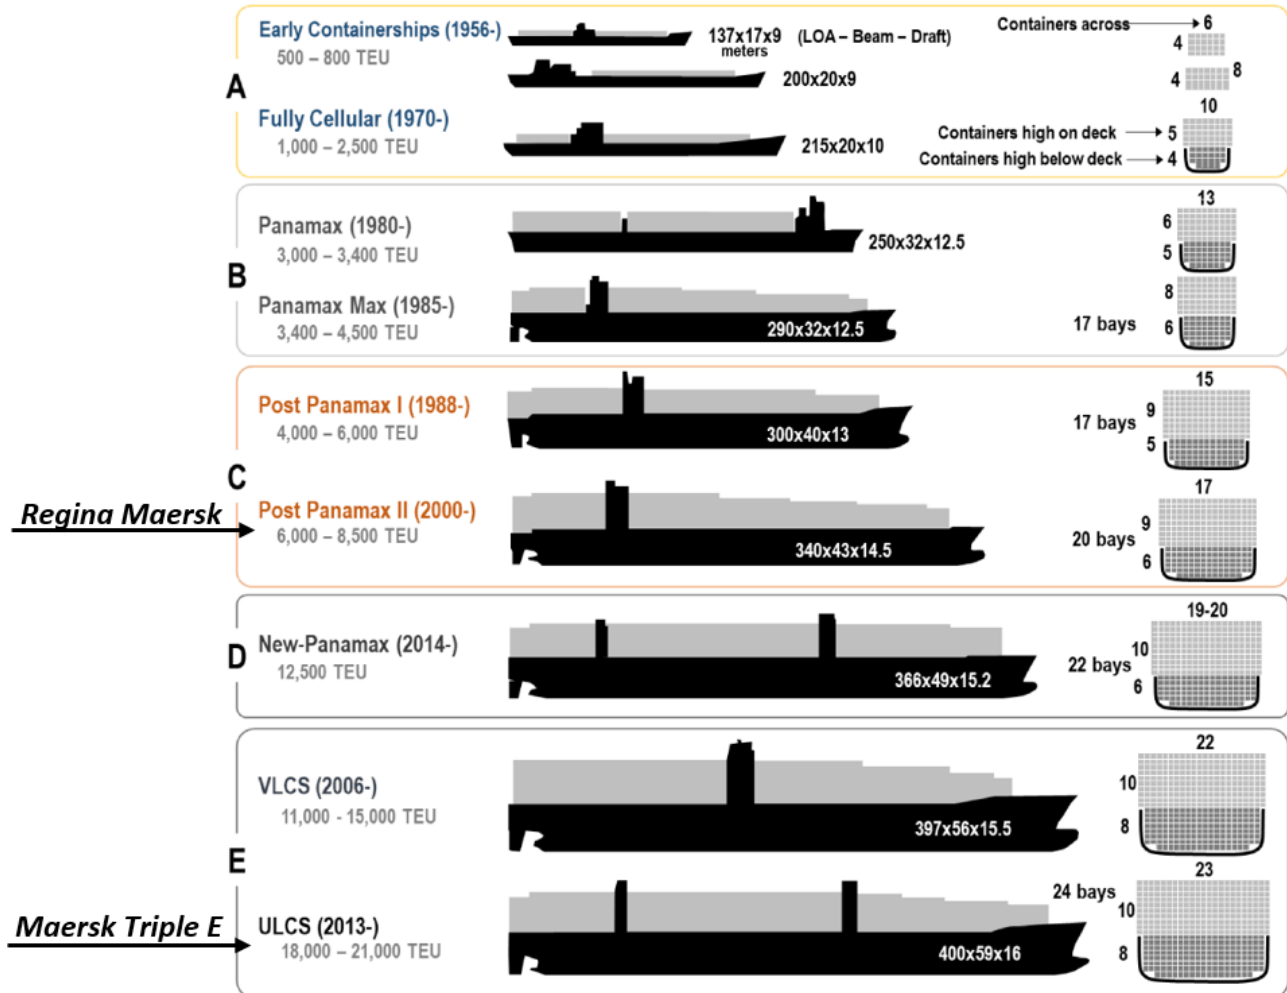 Early Containerships (1956-)
500 – 800 TEU
137x17x9
meters
(LOA – Beam – Draft)
Containers across
6
4
200x20x9
4
8
A
Fully Cellular (1970-)
1,000 – 2,500 TEU
215x20x10
10
Containers high on deck
5
Containers high below deck
4
B
Panamax (1980-)
3,000 – 3,400 TEU
250x32x12.5
13
6
5
Panamax Max (1985-)
3,400 – 4,500 TEU
290x32x12.5
17 bays
8
6
C
Post Panamax I (1988-)
4,000 – 6,000 TEU
300x40x13
17 bays
15
9
5
Regina Maersk
Post Panamax II (2000-)
6,000 – 8,500 TEU
340x43x14.5
20 bays
17
9
6
D
New-Panamax (2014-)
12,500 TEU
366x49x15.2
22 bays
19-20
10
6
E
VLCS (2006-)
11,000 - 15,000 TEU
397x56x15.5
22
10
8
Maersk Triple E
ULCS (2013-)
18,000 – 21,000 TEU
400x59x16
24 bays
23
10
8